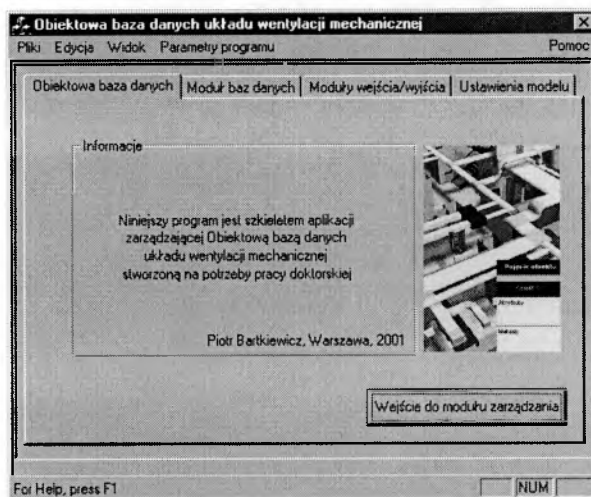 Obiektowa baza danych układu wentylacji mechanicznej
Pliki Edycja Widok Parametry programu Pomoc
Obiektowa baza danych Moduł baz danych Moduły wejścia/wyjścia Ustawienia modelu
Informacje
Niniejszy program jest szkieletem aplikacji
zarządzającej Obiektową bazą danych
układu wentylacji mechanicznej
stworzoną na potrzeby pracy doktorskiej
Piotr Bartkiewicz, Warszawa, 2001
Wejście do modułu zarządzania
For Help, press F1 NUM